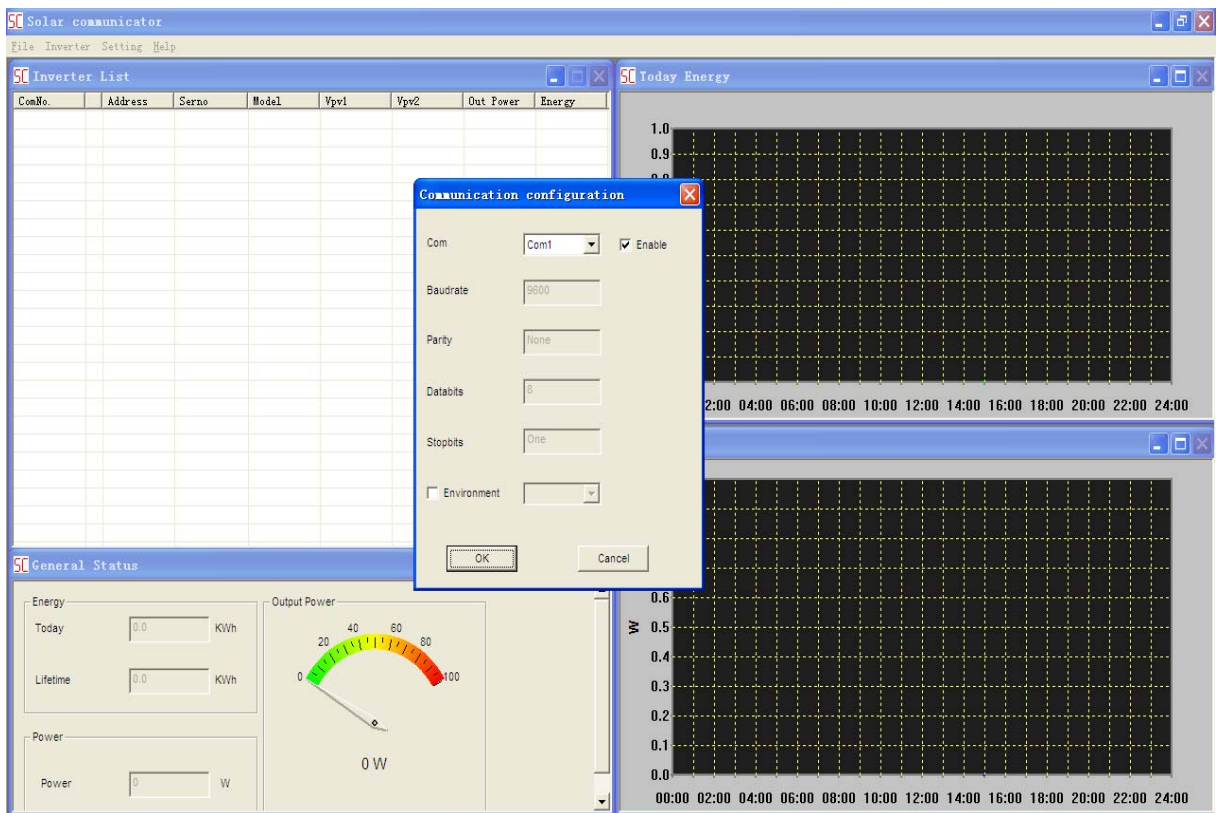 SC Solar communicator
File Inverter Setting Help
SC Inverter List
ComNo. Address Serno Model Vpv1 Vpv2 Out Power Energy
SC Today Energy
1.0
0.9
2:00 04:00 06:00 08:00 10:00 12:00 14:00 16:00 18:00 20:00 22:00 24:00
Communication configuration
Com Com1 Enable
Baudrate 9600
Parity None
Databits 8
Stopbits One
Environment
OK Cancel
SC General Status
Energy
Today 0.0 KWh
Lifetime 0.0 KWh
Power
Power 0 W
Output Power
0 20 40 60 80 100
0 W
W
0.6
0.5
0.4
0.3
0.2
0.1
0.0
00:00 02:00 04:00 06:00 08:00 10:00 12:00 14:00 16:00 18:00 20:00 22:00 24:00